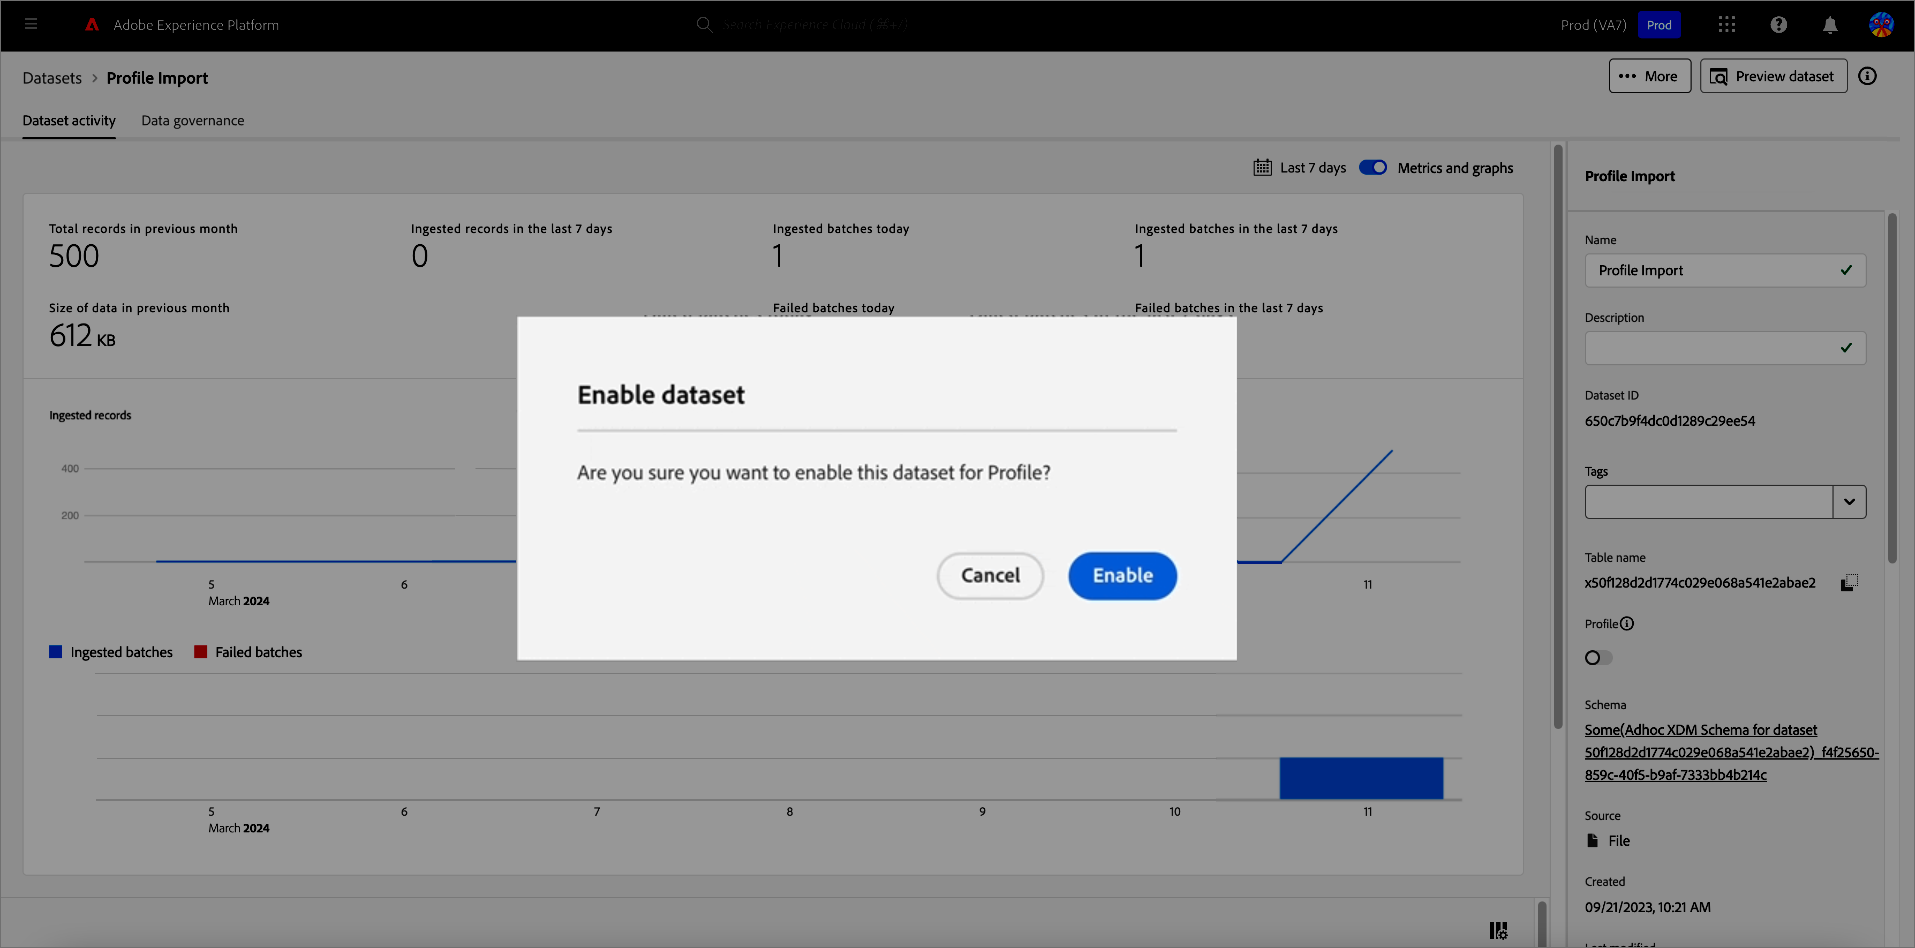 Adobe Experience Platform
Search Experience Cloud (⌘+/)
Prod (VA7)
Prod
Datasets > Profile Import
••• More
Preview dataset
Dataset activity
Data governance
Last 7 days
Metrics and graphs
Total records in previous month
500
Ingested records in the last 7 days
0
Ingested batches today
1
Ingested batches in the last 7 days
1
Size of data in previous month
612 KB
Failed batches today
Failed batches in the last 7 days
Enable dataset
Are you sure you want to enable this dataset for Profile?
Cancel
Enable
Ingested records
400
200
5
6
11
March 2024
Ingested batches
Failed batches
5
6
7
8
9
10
11
March 2024
Profile Import
Name
Profile Import
Description
Dataset ID
650c7b9f4dc0d1289c29ee54
Tags
Table name
x50f128d2d1774c029e068a541e2abae2
Profile
Schema
Some(Adhoc XDM Schema for dataset
50f128d2d1774c029e068a541e2abae2)_f4f25650-
859c-40f5-b9af-7333bb4b214c
Source
File
Created
09/21/2023, 10:21 AM
Last modified